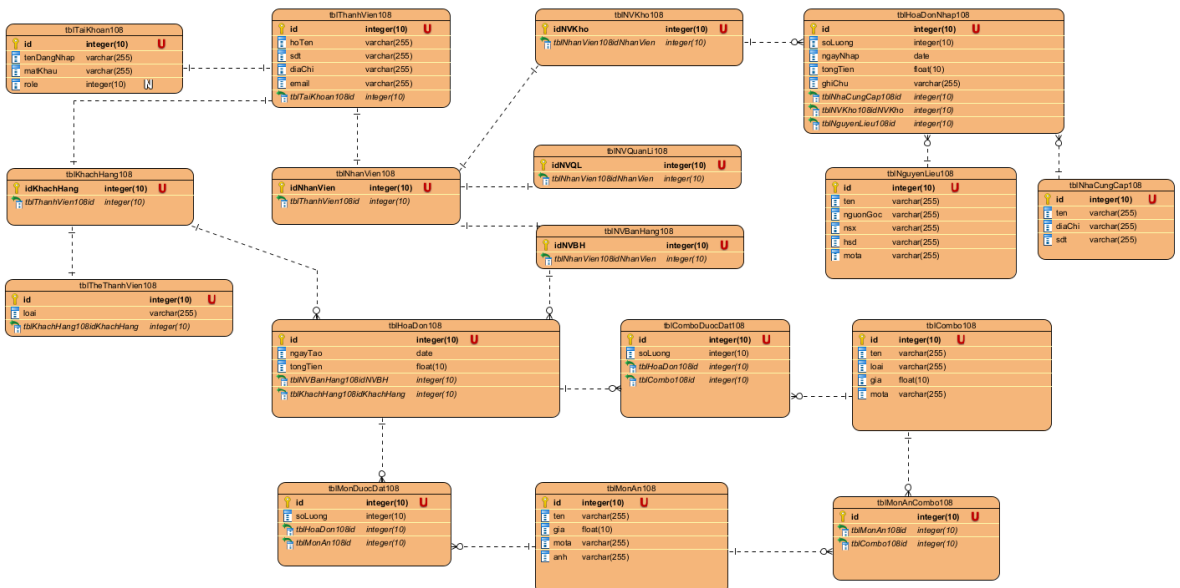 tblTaiKhoan108
id integer(10) U
tenDangNhap varchar(255)
matKhau varchar(255)
role integer(10) N
tblThanhVien108
id integer(10) U
hoTen varchar(255)
sdt varchar(255)
diaChi varchar(255)
email varchar(255)
tblTaiKhoan108id integer(10)
tblNVKho108
idNVKho integer(10) U
tblNhanVien108idNhanVien integer(10)
tblHoaDonNhap108
id integer(10) U
soLuong integer(10)
ngayNhap date
tongTien float(10)
ghiChu varchar(255)
tblNhaCungCap108id integer(10)
tblNVKho108idNVKho integer(10)
tblNguyenLieu108id integer(10)
tblKhachHang108
idKhachHang integer(10) U
tblThanhVien108id integer(10)
tblNhanVien108
idNhanVien integer(10) U
tblThanhVien108id integer(10)
tblNVQuanLi108
idNVQL integer(10) U
tblNhanVien108idNhanVien integer(10)
tblNguyenLieu108
id integer(10) U
ten varchar(255)
nguonGoc varchar(255)
nsx varchar(255)
hsd varchar(255)
mota varchar(255)
tblNhaCungCap108
id integer(10) U
ten varchar(255)
diaChi varchar(255)
sdt varchar(255)
tblNVBanHang108
idNVBH integer(10) U
tblNhanVien108idNhanVien integer(10)
tblTheThanhVien108
id integer(10) U
loai varchar(255)
tblKhachHang108idKhachHang integer(10)
tblHoaDon108
id integer(10) U
ngayTao date
tongTien float(10)
tblNVBanHang108idNVBH integer(10)
tblKhachHang108idKhachHang integer(10)
tblComboDuocDat108
id integer(10) U
soLuong integer(10)
tblHoaDon108id integer(10)
tblCombo108id integer(10)
tblCombo108
id integer(10) U
ten varchar(255)
loai varchar(255)
gia float(10)
mota varchar(255)
tblMonDuocDat108
id integer(10) U
soLuong integer(10)
tblHoaDon108id integer(10)
tblMonAn108id integer(10)
tblMonAn108
id integer(10) U
ten varchar(255)
gia float(10)
mota varchar(255)
anh varchar(255)
tblMonAnCombo108
id integer(10) U
tblMonAn108id integer(10)
tblCombo108id integer(10)